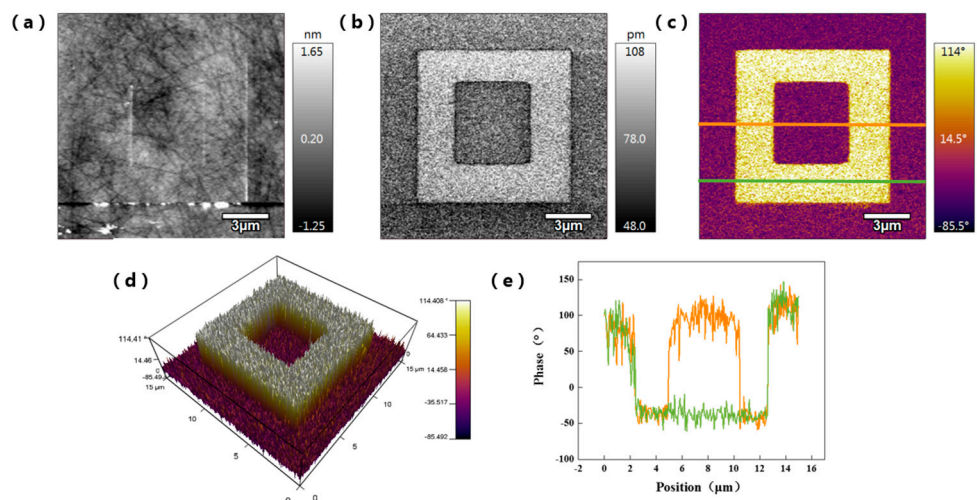 (a)
nm
1.65
0.20
-1.25
3μm
(b)
pm
108
78.0
48.0
3μm
(c)
114°
14.5°
-85.5°
3μm
(d)
114.41 °
14.46
-85.49
15 μm
10
5
0
0
5
10
15 μm
0
114.408 °
64.433
14.458
-35.517
-85.492
(e)
Phase (°)
150
100
50
0
-50
-100
-2
0
2
4
6
8
10
12
14
16
Position (μm)